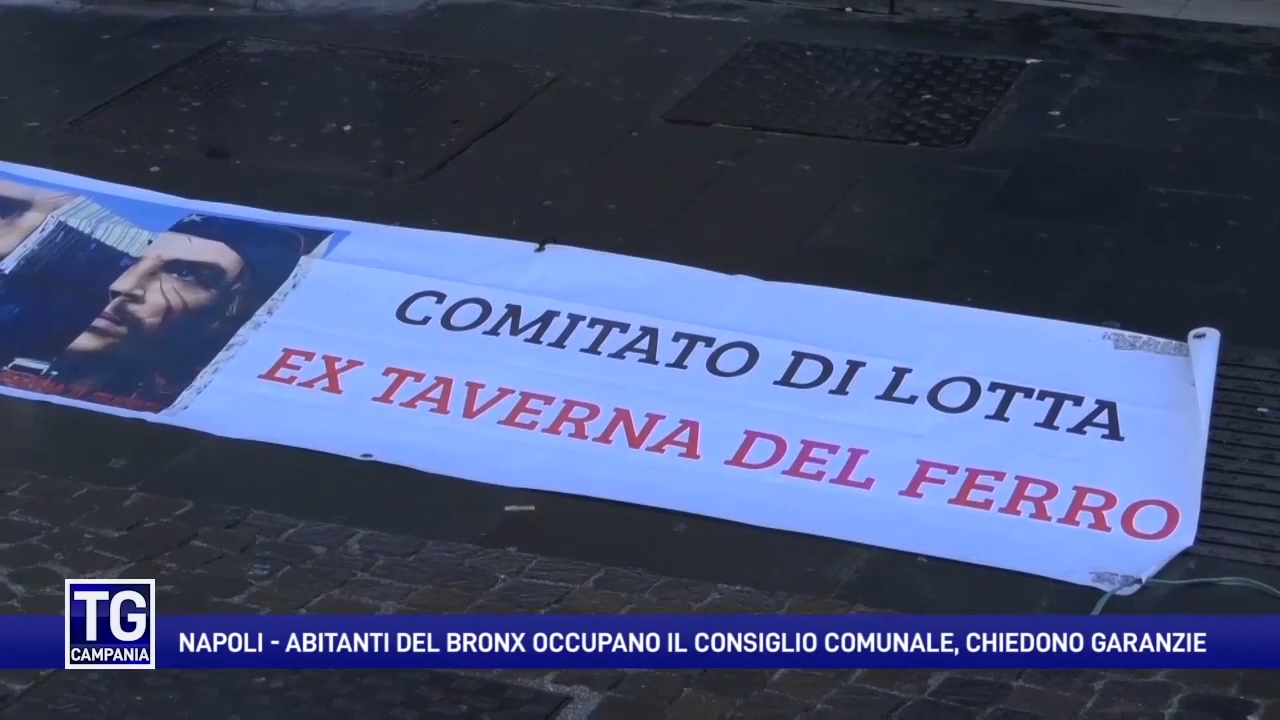 COMITATO DI LOTTA
EX TAVERNA DEL FERRO
TG
CAMPANIA
NAPOLI - ABITANTI DEL BRONX OCCUPANO IL CONSIGLIO COMUNALE, CHIEDONO GARANZIE